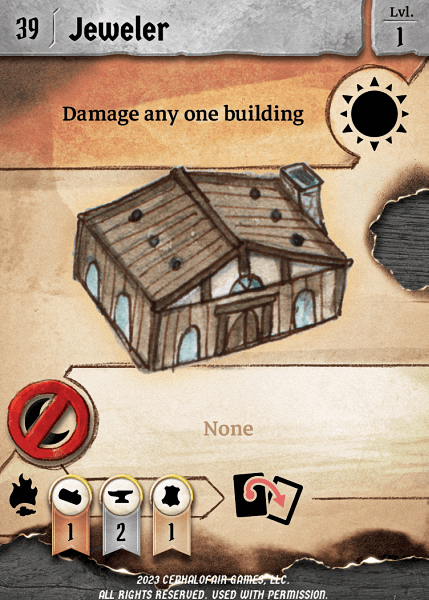 39 Jeweler
Lvl.
1
Damage any one building
None
1 2 1
2023 CEPHALOFAIR GAMES, LLC.
ALL RIGHTS RESERVED. USED WITH PERMISSION.